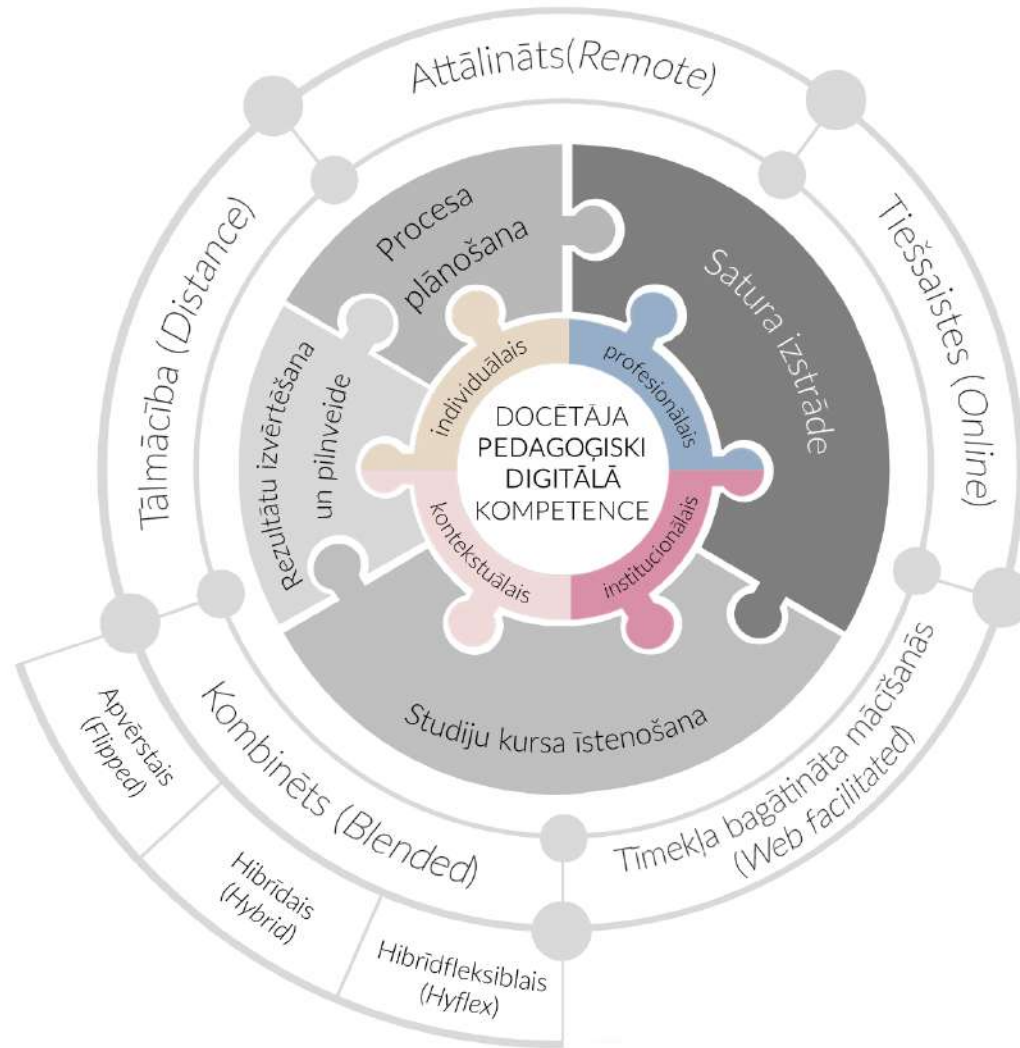 Attālināts(Remote)
Tiešsaistes (Online)
Tīmekļa bagātināta mācīšanās
(Web facilitated)
Kombinēts (Blended)
Apvērstais
(Flipped)
Hibrīdais
(Hybrid)
Hibrīdfleksiblais
(Hyflex)
Tālmācība (Distance)
Procesa
plānošana
Satura izstrāde
Studiju kursa īstenošana
Rezultātu izvērtēšana
un pilnveide
individuālais
profesionālais
institucionālais
kontekstuālais
DOCĒTĀJA
PEDAGOĢISKI
DIGITĀLĀ
KOMPETENCE